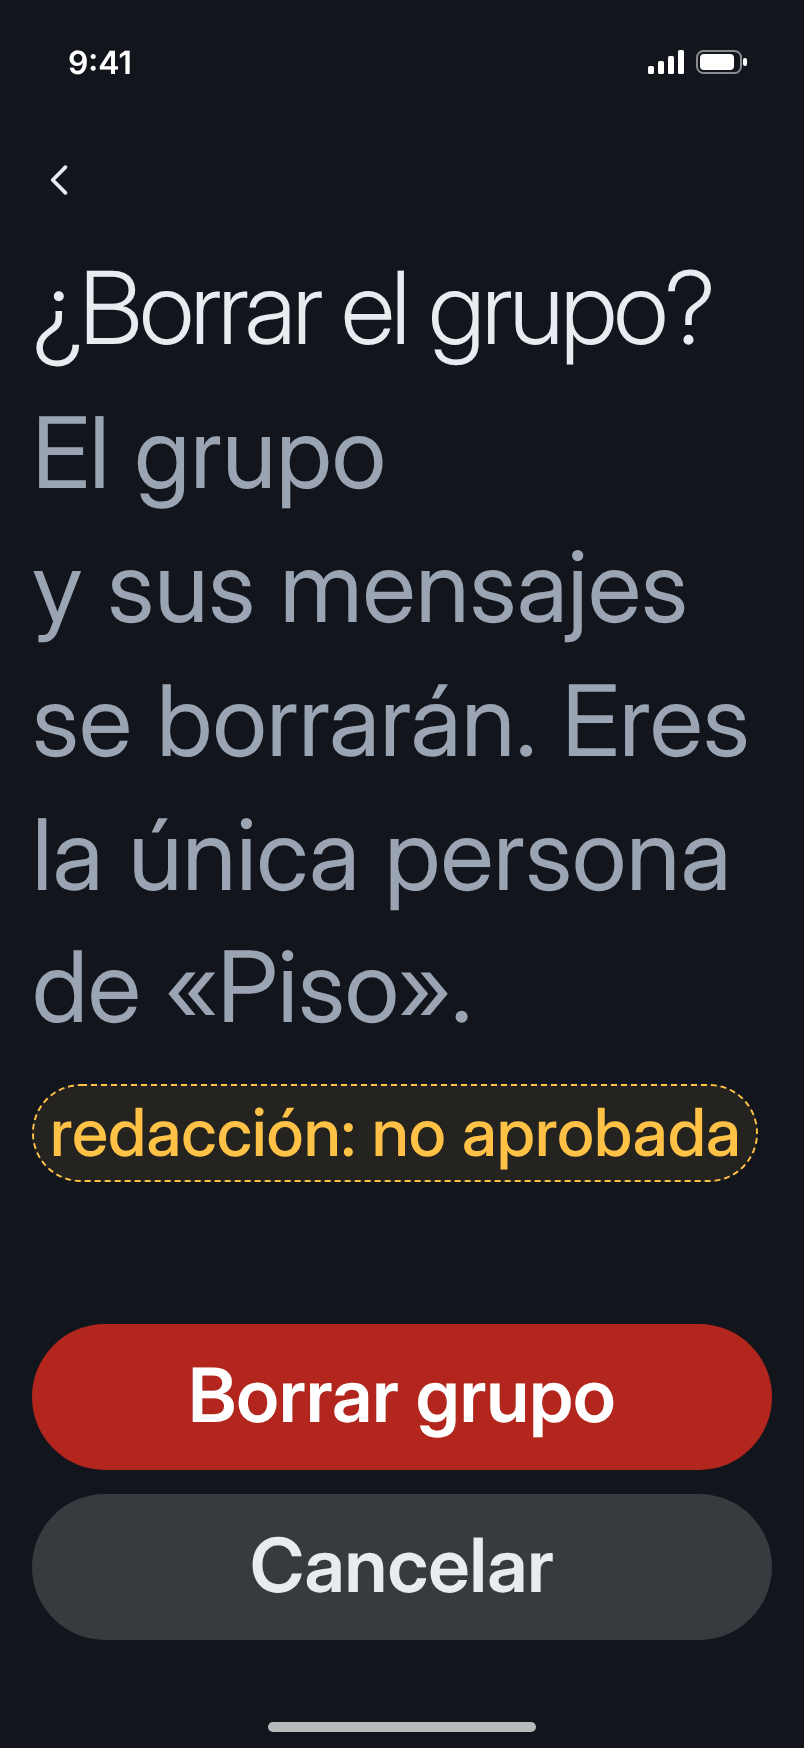 9:41
¿Borrar el grupo?
El grupo
y sus mensajes
se borrarán. Eres
la única persona
de «Piso».
redacción: no aprobada
Borrar grupo
Cancelar